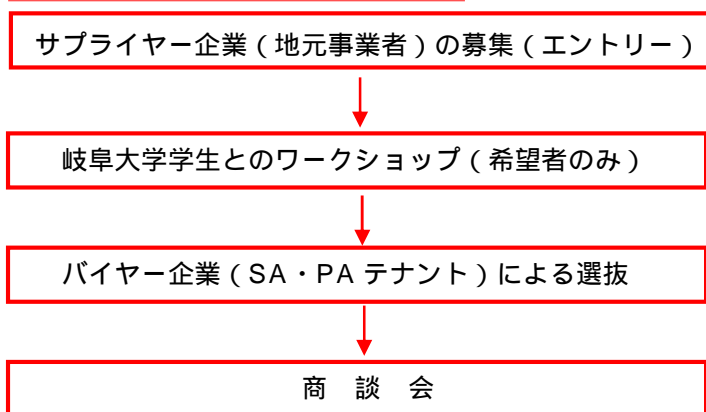 サプライヤー企業(地元事業者)の募集(エントリー)
岐阜大学学生とのワークショップ(希望者のみ)
バイヤー企業(SA・PAテナント)による選抜
商 談 会